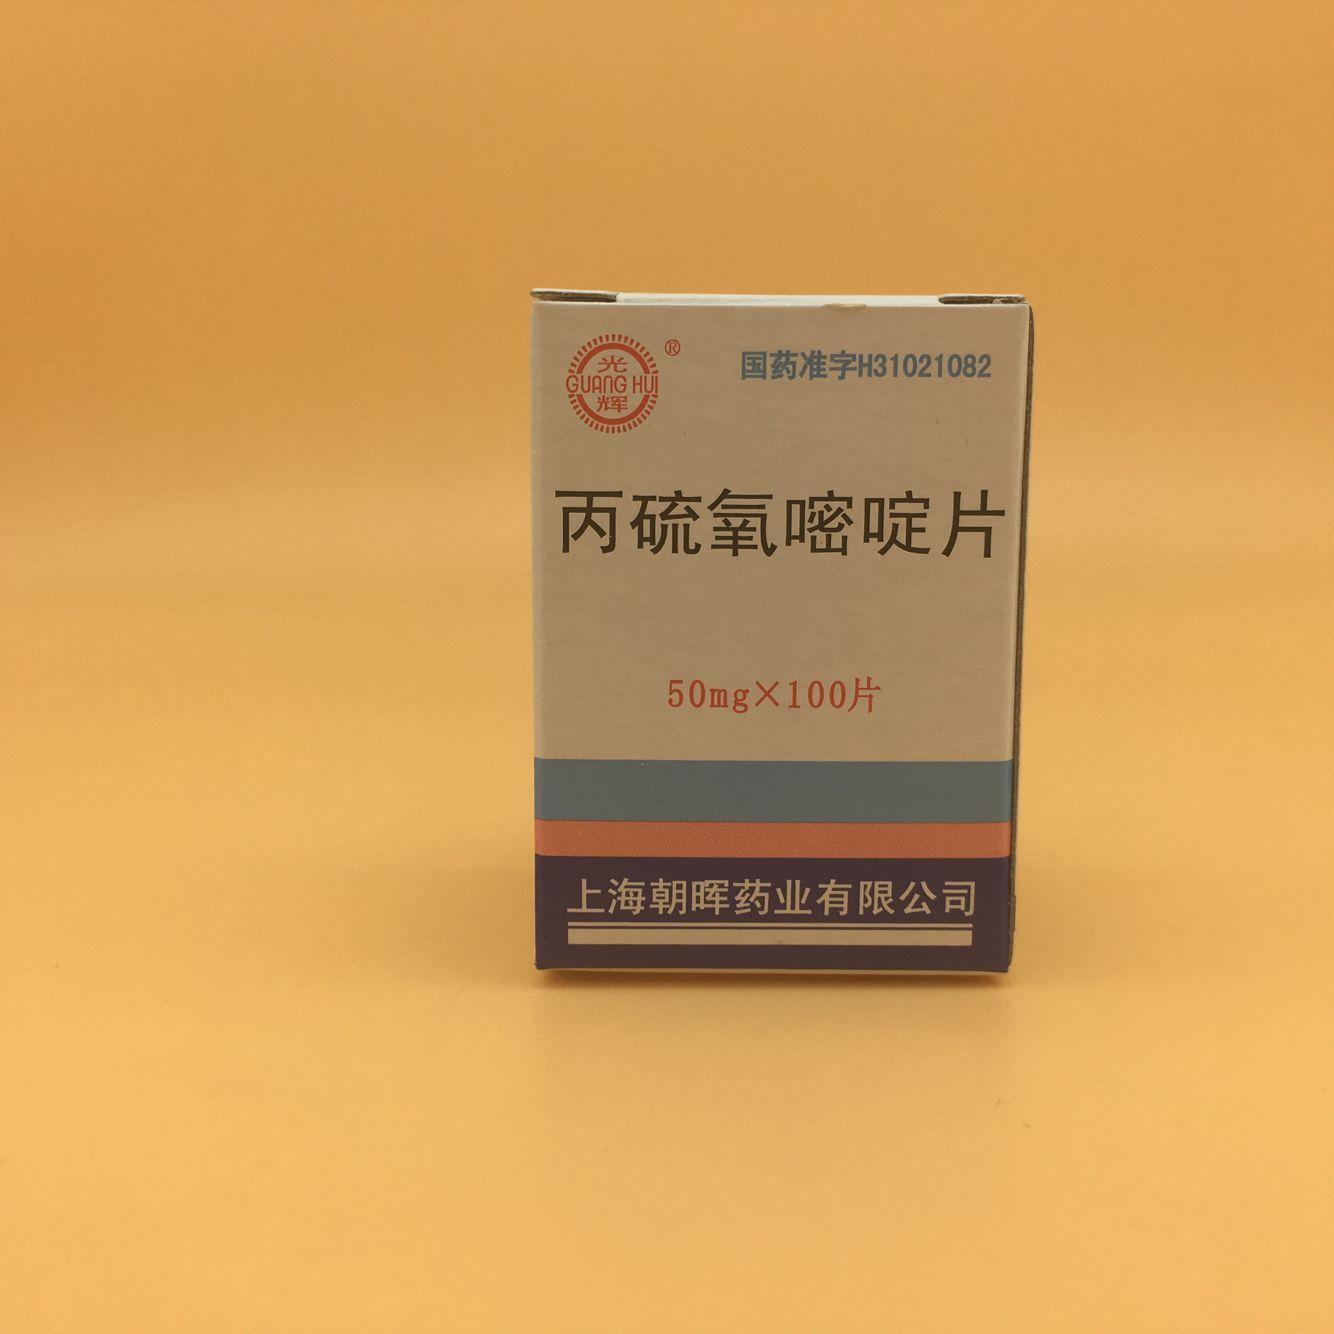 光
GUANG HUI
辉
®
国药准字H31021082
丙硫氧嘧啶片
50mg×100片
上海朝晖药业有限公司